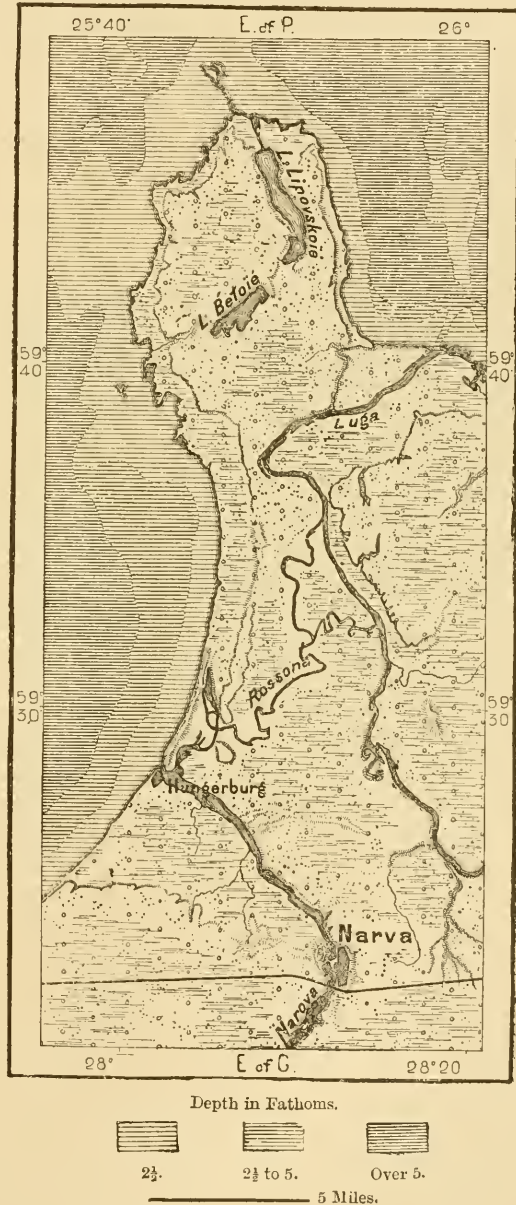 25°40' E. of P. 26°
L. Lipovskoie
L. Beloie
59° 40' 59° 40'
Luga
Rossona
59° 30' 59° 30'
Hungerburg
Narva
Narova
28° E of G. 28°20
Depth in Fathoms.
2½. 2½ to 5. Over 5.
5 Miles.